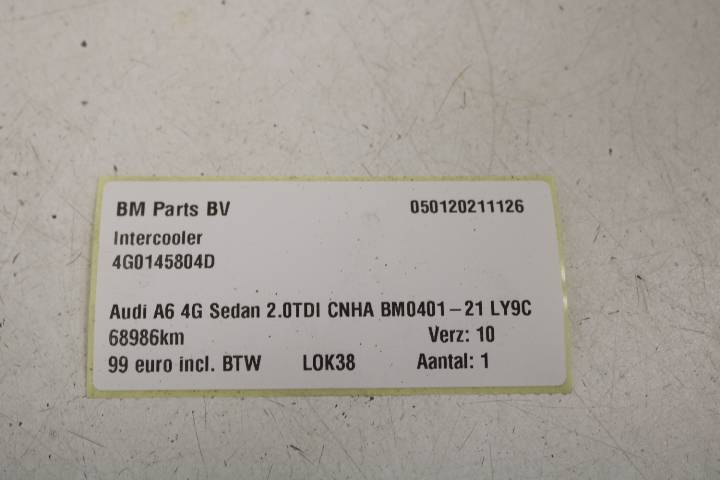 BM Parts BV 050120211126
Intercooler
4G0145804D
Audi A6 4G Sedan 2.0TDI CNHA BM0401-21 LY9C
68986km Verz: 10
99 euro incl. BTW LOK38 Aantal: 1